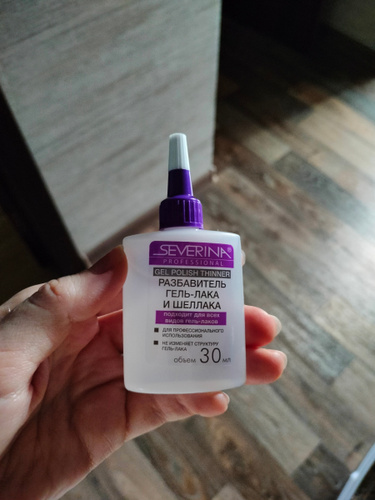 SEVERINA®
PROFESSIONAL
GEL POLISH THINNER
РАЗБАВИТЕЛЬ
ГЕЛЬ-ЛАКА
И ШЕЛЛАКА
ПОДХОДИТ ДЛЯ ВСЕХ
ВИДОВ ГЕЛЬ-ЛАКОВ
ДЛЯ ПРОФЕССИОНАЛЬНОГО
ИСПОЛЬЗОВАНИЯ
НЕ ИЗМЕНЯЕТ СТРУКТУРУ
ГЕЛЬ-ЛАКА
объем 30 мл